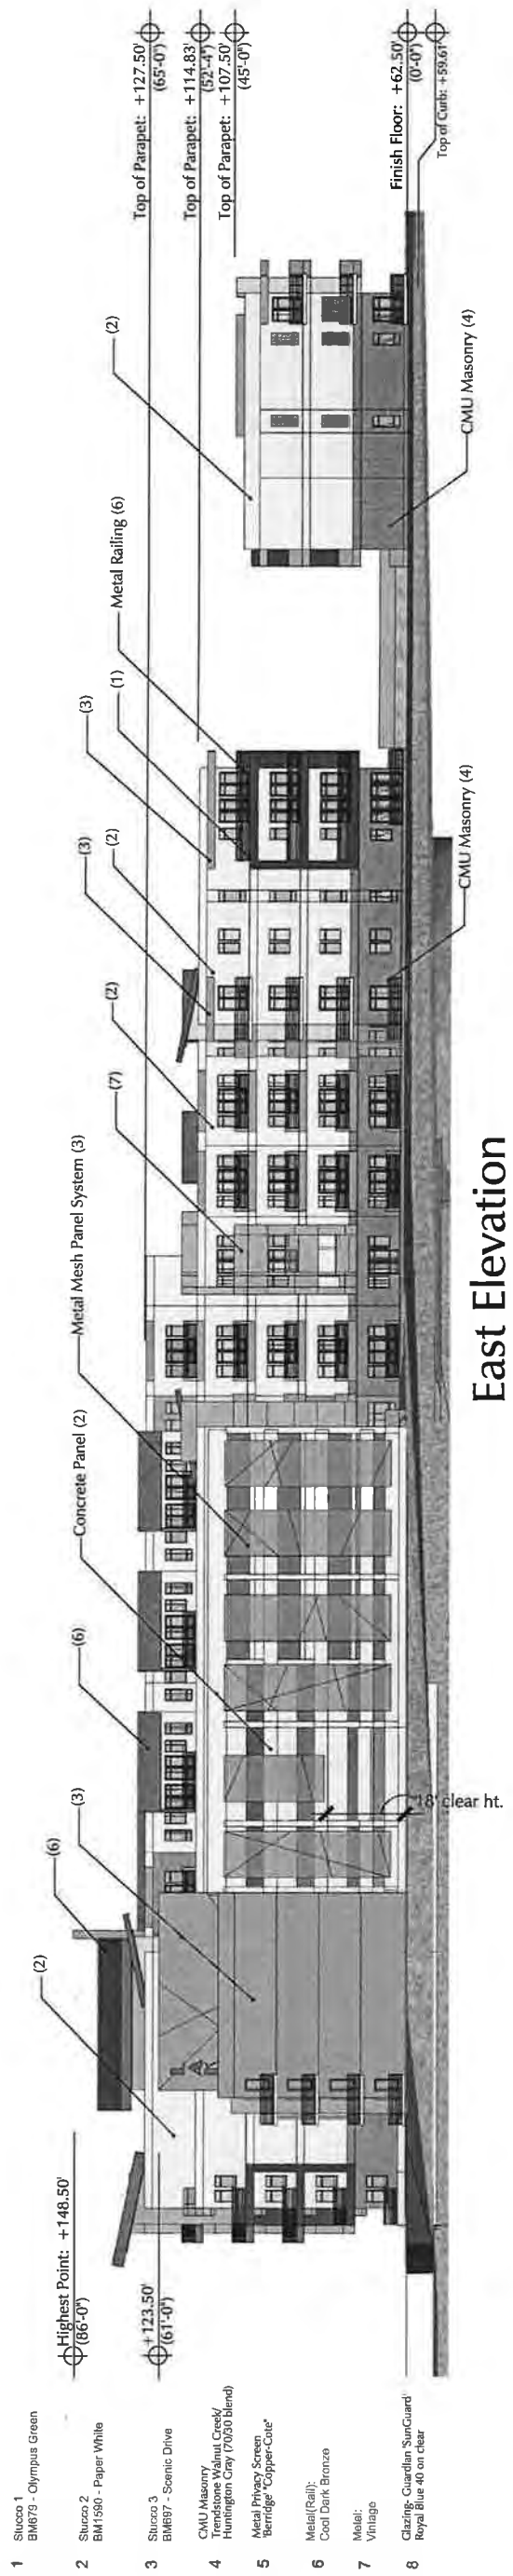 Highest Point: +148.50'
(86'-0")
+123.50'
(61'-0")
(2)
(6)
(3)
(6)
Concrete Panel (2)
Metal Mesh Panel System (3)
(7)
(2)
(3)
(2)
(3)
(1)
Metal Railing (6)
(2)
Top of Parapet: +127.50'
(65'-0")
Top of Parapet: +114.83'
(52'-4")
Top of Parapet: +107.50'
(45'-0")
Finish Floor: +62.50'
(0'-0")
Top of Curb: +59.61'
18' clear ht.
CMU Masonry (4)
CMU Masonry (4)
East Elevation
1 Stucco 1
BM679 - Olympus Green
2 Stucco 2
BM1590 - Paper White
3 Stucco 3
BM697 - Scenic Drive
4 CMU Masonry
Trendstone Walnut Creek/
Huntington Gray (70/30 blend)
5 Metal Privacy Screen
'Berridge' "Copper-Cote"
6 Metal(Rail):
Cool Dark Bronze
7 Metal:
Vintage
8 Glazing- Guardian 'SunGuard'
Royal Blue 40 on clear